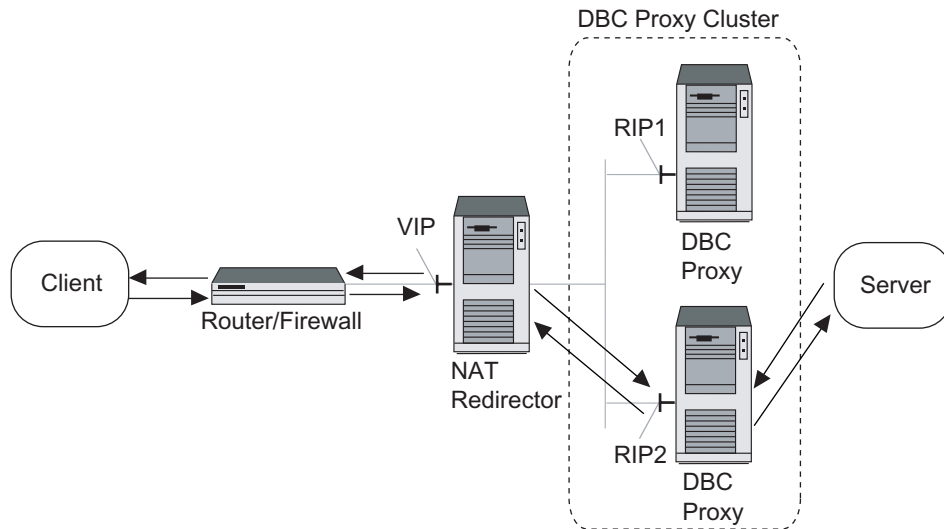 DBC Proxy Cluster
RIP1
DBC
Proxy
VIP
Client
Router/Firewall
NAT
Redirector
Server
RIP2
DBC
Proxy